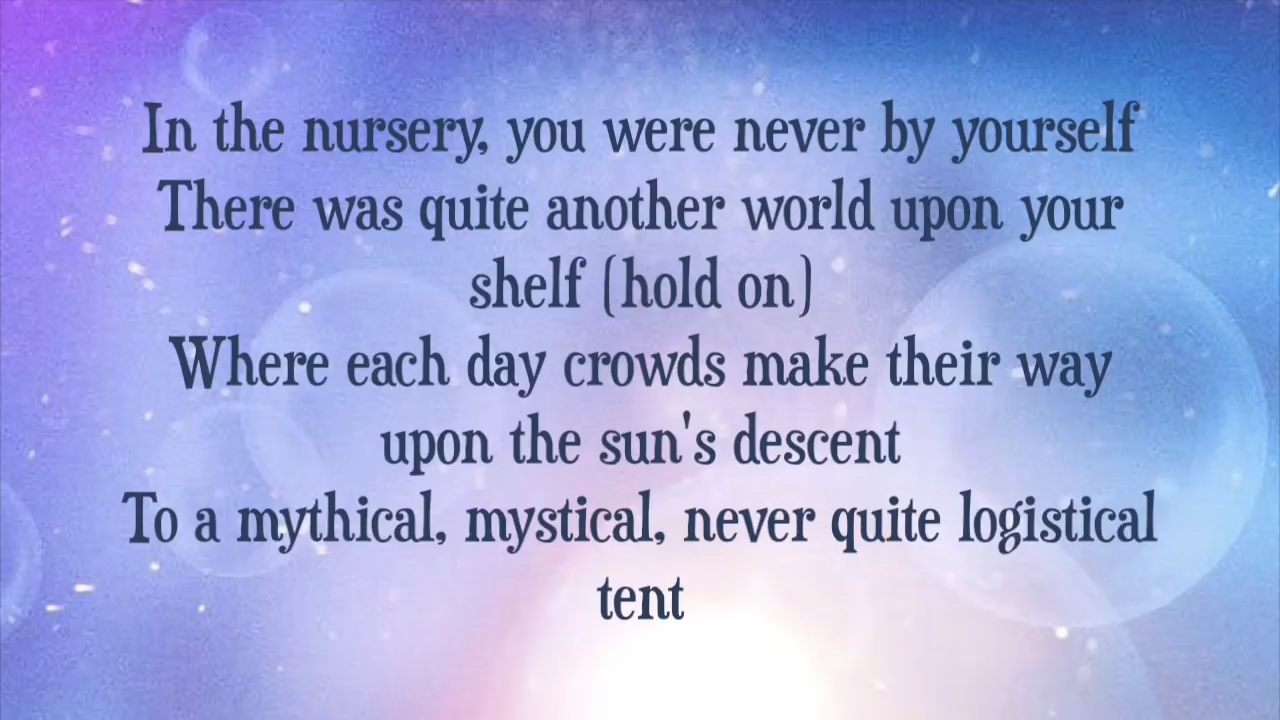 In the nursery, you were never by yourself
There was quite another world upon your
shelf (hold on)
Where each day crowds make their way
upon the sun's descent
To a mythical, mystical, never quite logistical
tent